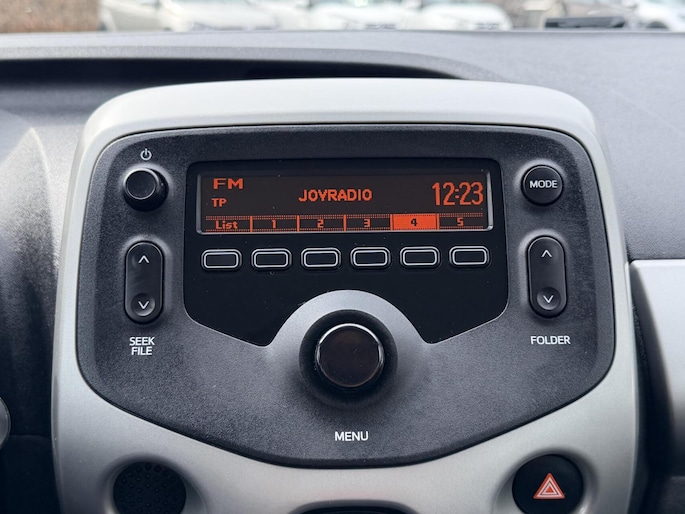 FM
JOYRADIO
12:23
TP
List 1 2 3 4 5
MODE
SEEK
FILE
FOLDER
MENU